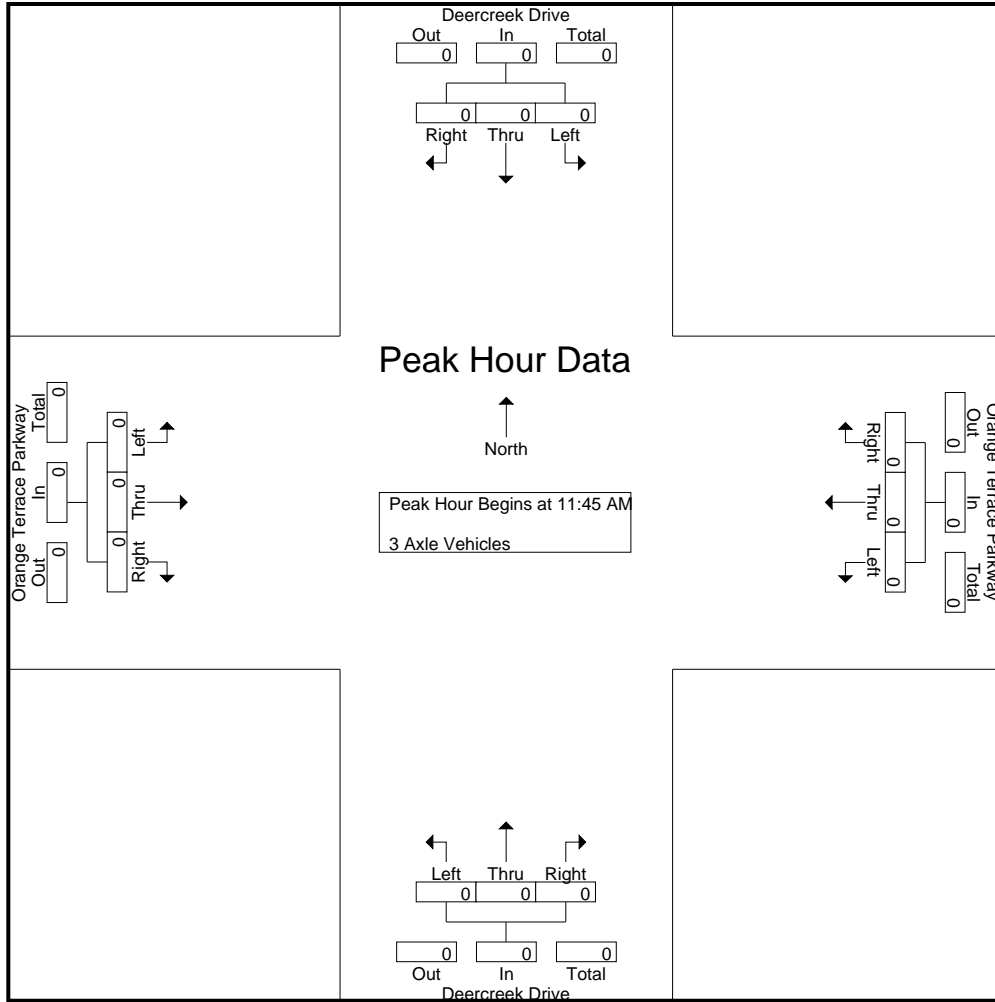 Deercreek Drive
Out In Total
0 0 0
0 0 0
Right Thru Left
Peak Hour Data
North
Peak Hour Begins at 11:45 AM
3 Axle Vehicles
Orange Terrace Parkway
Total In Out
0 0 0
0 0 0
Left Thru Right
Orange Terrace Parkway
Out In Total
0 0 0
0 0 0
Right Thru Left
Left Thru Right
0 0 0
0 0 0
Out In Total
Deercreek Drive